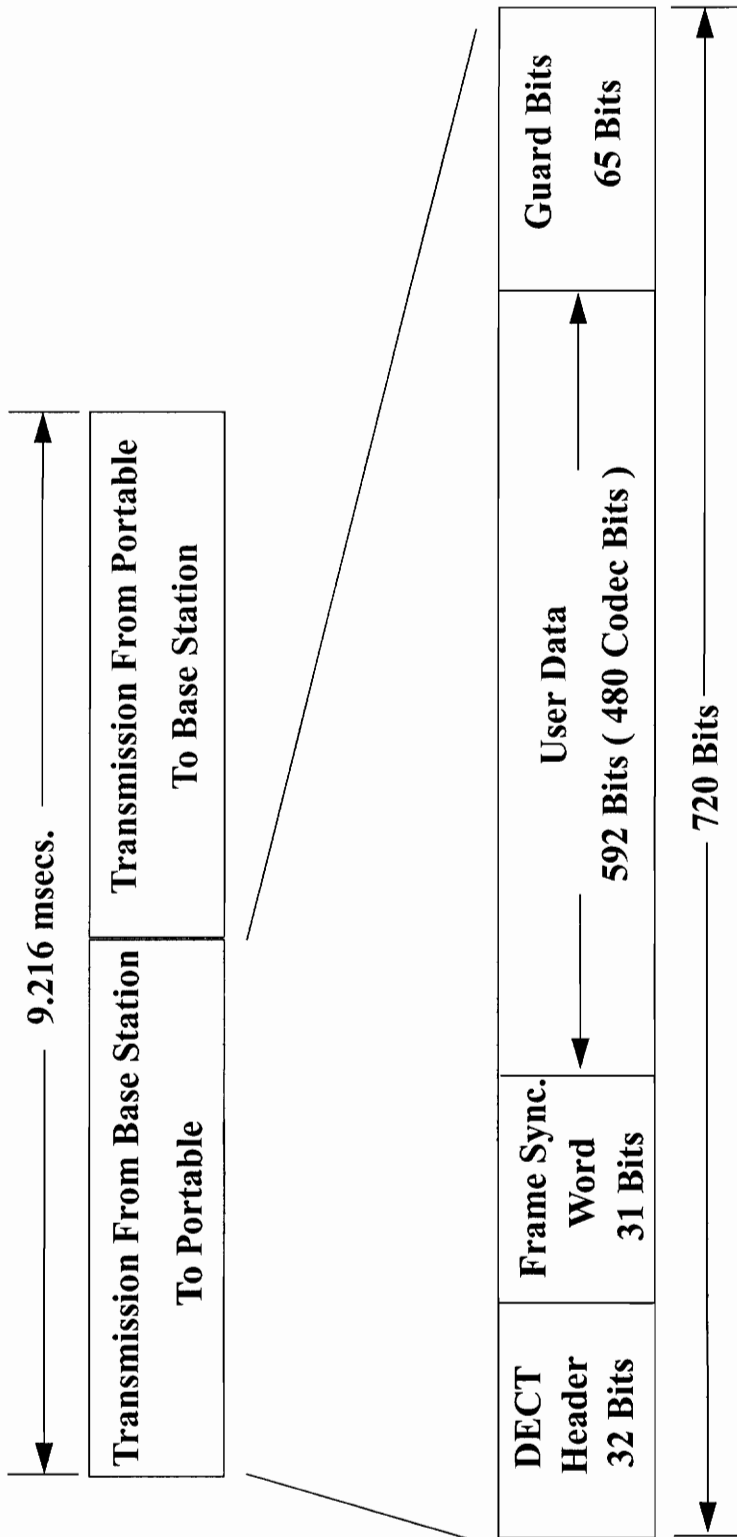 9.216 msecs.
Transmission From Base Station
To Portable
Transmission From Portable
To Base Station
DECT
Header
32 Bits
Frame Sync.
Word
31 Bits
User Data
592 Bits ( 480 Codec Bits )
Guard Bits
65 Bits
720 Bits